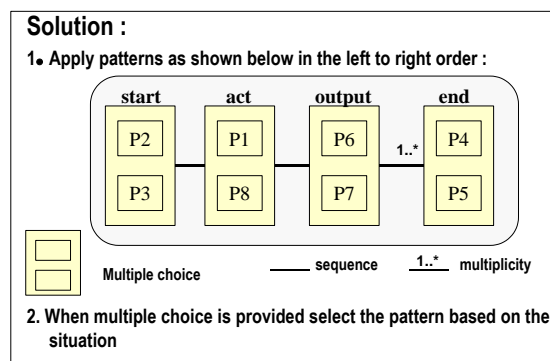 Solution :
1● Apply patterns as shown below in the left to right order :
start act output end
P2 P1 P6 P4
1..*
P3 P8 P7 P5
Multiple choice sequence 1..* multiplicity
2. When multiple choice is provided select the pattern based on the
situation